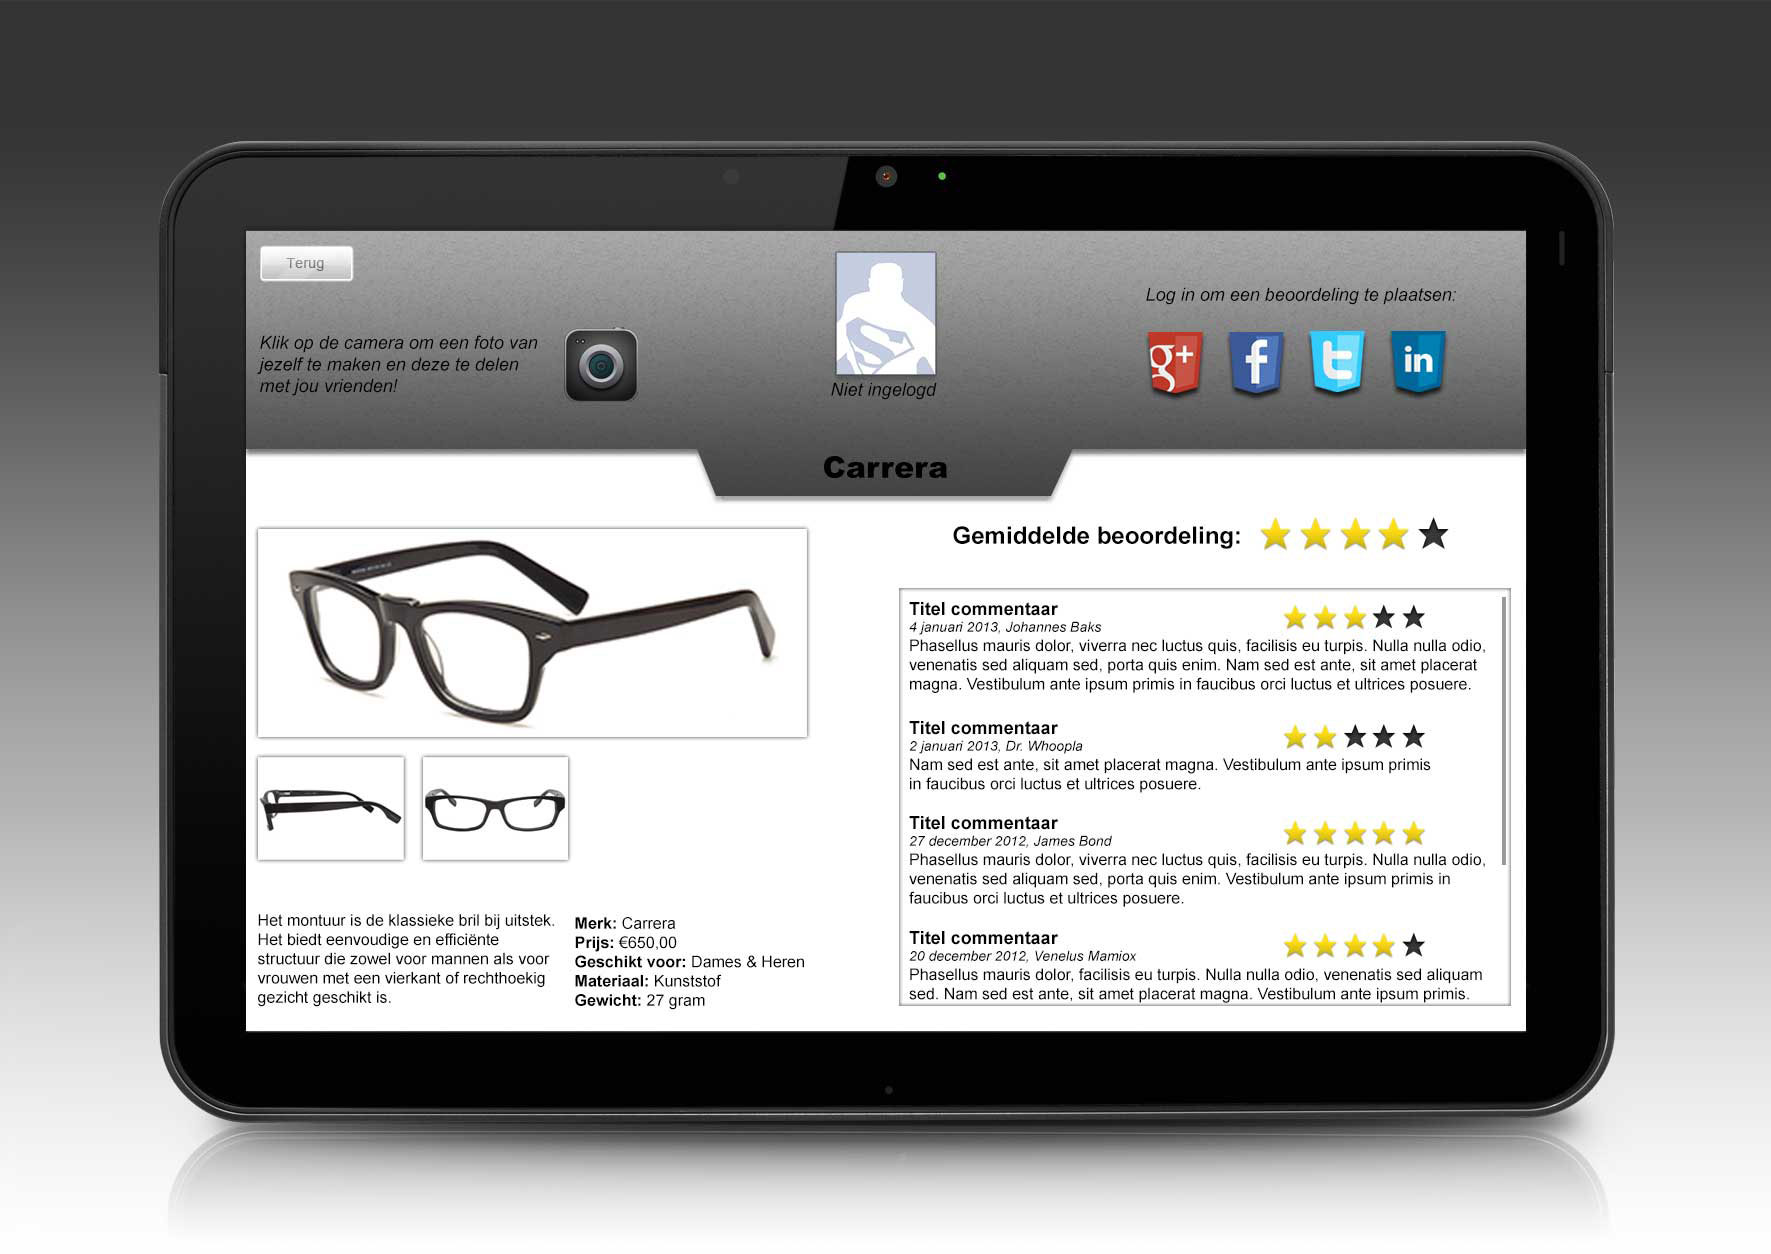 Terug
Klik op de camera om een foto van
jezelf te maken en deze te delen
met jou vrienden!
Niet ingelogd
Log in om een beoordeling te plaatsen:
g+
f
t
in
Carrera
Gemiddelde beoordeling:
Titel commentaar
4 januari 2013, Johannes Baks
Phasellus mauris dolor, viverra nec luctus quis, facilisis eu turpis. Nulla nulla odio,
venenatis sed aliquam sed, porta quis enim. Nam sed est ante, sit amet placerat
magna. Vestibulum ante ipsum primis in faucibus orci luctus et ultrices posuere.
Titel commentaar
2 januari 2013, Dr. Whoopla
Nam sed est ante, sit amet placerat magna. Vestibulum ante ipsum primis
in faucibus orci luctus et ultrices posuere.
Titel commentaar
27 december 2012, James Bond
Phasellus mauris dolor, viverra nec luctus quis, facilisis eu turpis. Nulla nulla odio,
venenatis sed aliquam sed, porta quis enim. Vestibulum ante ipsum primis in
faucibus orci luctus et ultrices posuere.
Titel commentaar
20 december 2012, Venelus Mamiox
Phasellus mauris dolor, facilisis eu turpis. Nulla nulla odio, venenatis sed aliquam
sed. Nam sed est ante, sit amet placerat magna. Vestibulum ante ipsum primis.
Het montuur is de klassieke bril bij uitstek.
Het biedt eenvoudige en efficiënte
structuur die zowel voor mannen als voor
vrouwen met een vierkant of rechthoekig
gezicht geschikt is.
Merk: Carrera
Prijs: €650,00
Geschikt voor: Dames & Heren
Materiaal: Kunststof
Gewicht: 27 gram